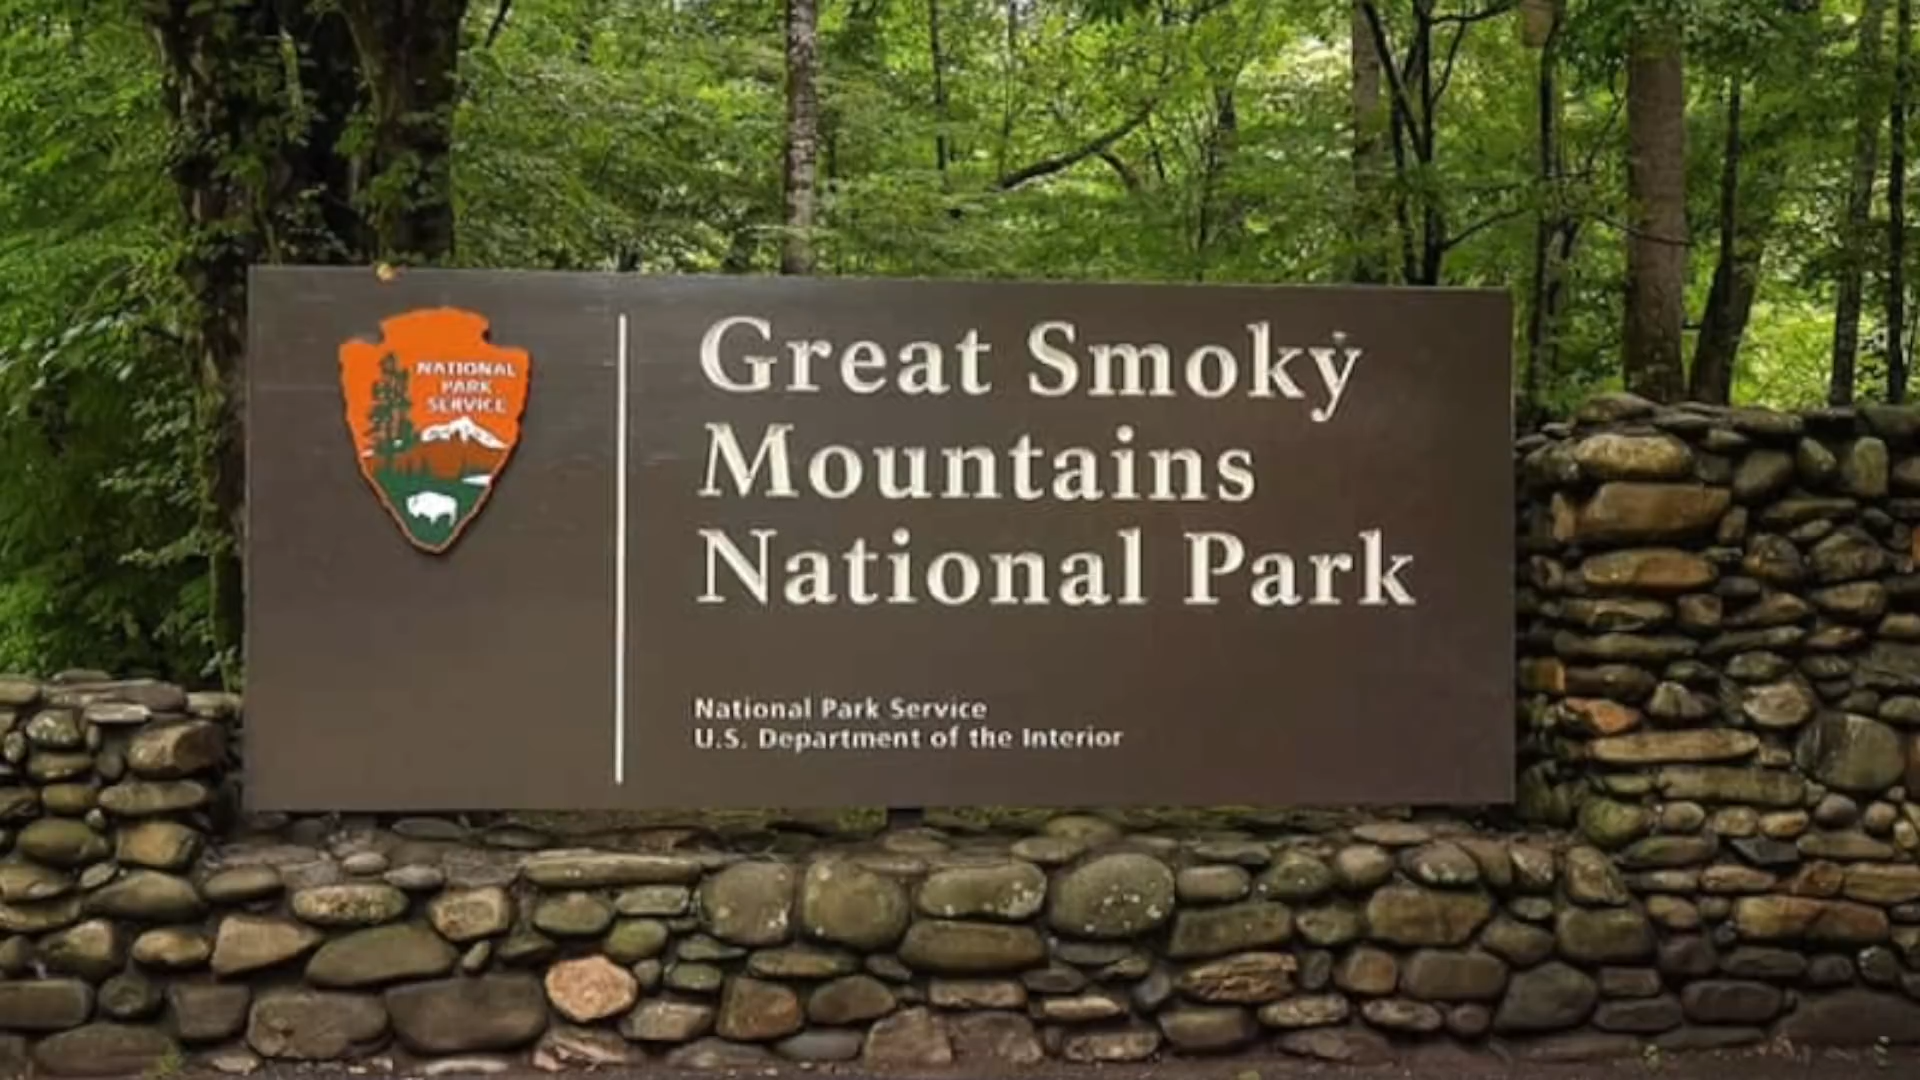 NATIONAL
PARK
SERVICE
Great Smoky
Mountains
National Park
National Park Service
U.S. Department of the Interior